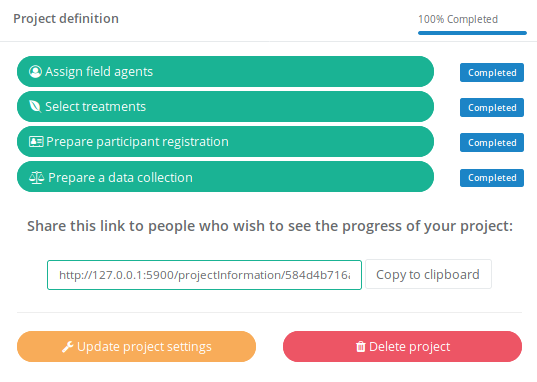 Project definition
100% Completed
Assign field agents
Completed
Select treatments
Completed
Prepare participant registration
Completed
Prepare a data collection
Completed
Share this link to people who wish to see the progress of your project:
http://127.0.0.1:5900/projectInformation/584d4b716
Copy to clipboard
Update project settings
Delete project